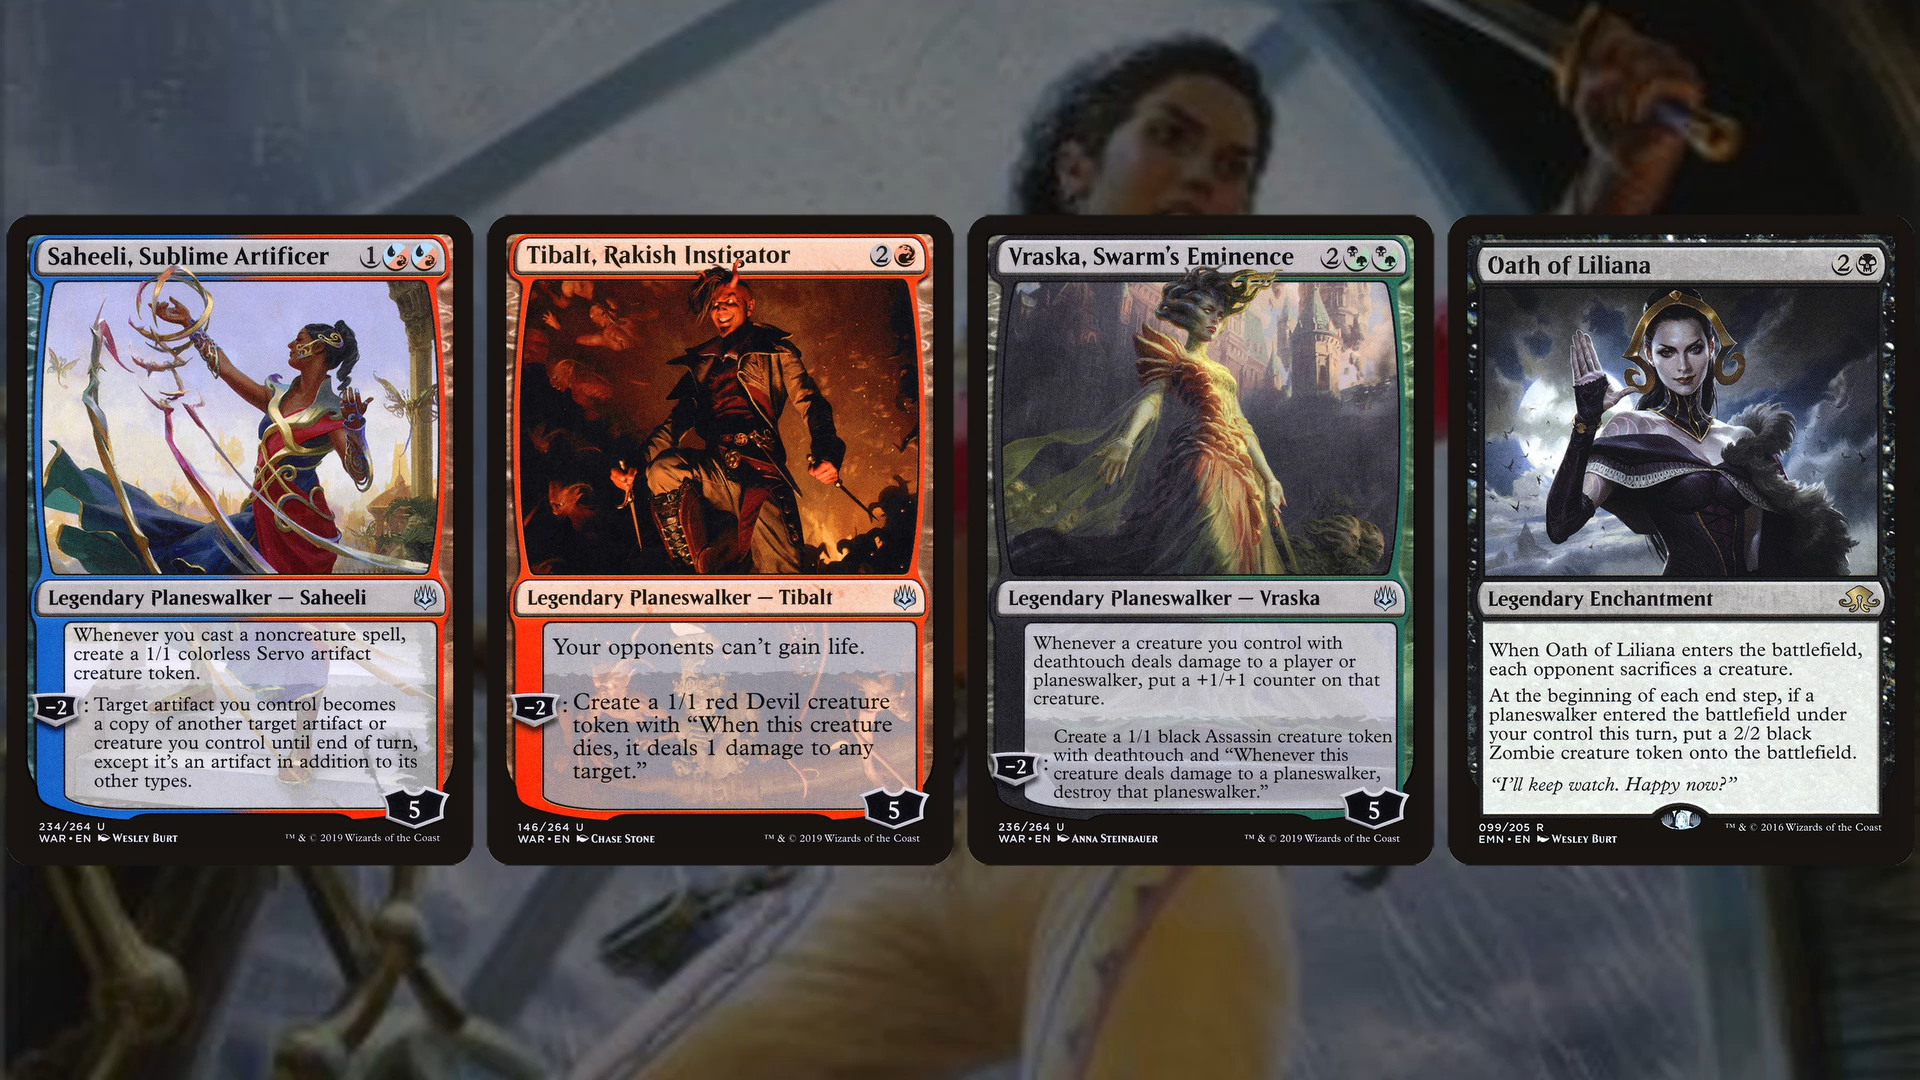 Saheeli, Sublime Artificer 1
Legendary Planeswalker — Saheeli
Whenever you cast a noncreature spell,
create a 1/1 colorless Servo artifact
creature token.
−2: Target artifact you control becomes
a copy of another target artifact or
creature you control until end of turn,
except it's an artifact in addition to its
other types.
5
234/264 U
WAR • EN Wesley Burt
™ & © 2019 Wizards of the Coast
Tibalt, Rakish Instigator 2
Legendary Planeswalker — Tibalt
Your opponents can't gain life.
−2: Create a 1/1 red Devil creature
token with “When this creature
dies, it deals 1 damage to any
target.”
5
146/264 U
WAR • EN Chase Stone
™ & © 2019 Wizards of the Coast
Vraska, Swarm's Eminence 2
Legendary Planeswalker — Vraska
Whenever a creature you control with
deathtouch deals damage to a player or
planeswalker, put a +1/+1 counter on that
creature.
Create a 1/1 black Assassin creature token
with deathtouch and “Whenever this
−2: creature deals damage to a planeswalker,
destroy that planeswalker.”
5
236/264 U
WAR • EN Anna Steinbauer
™ & © 2019 Wizards of the Coast
Oath of Liliana 2
Legendary Enchantment
When Oath of Liliana enters the battlefield,
each opponent sacrifices a creature.
At the beginning of each end step, if a
planeswalker entered the battlefield under
your control this turn, put a 2/2 black
Zombie creature token onto the battlefield.
“I'll keep watch. Happy now?”
099/205 R
EMN • EN Wesley Burt
™ & © 2016 Wizards of the Coast